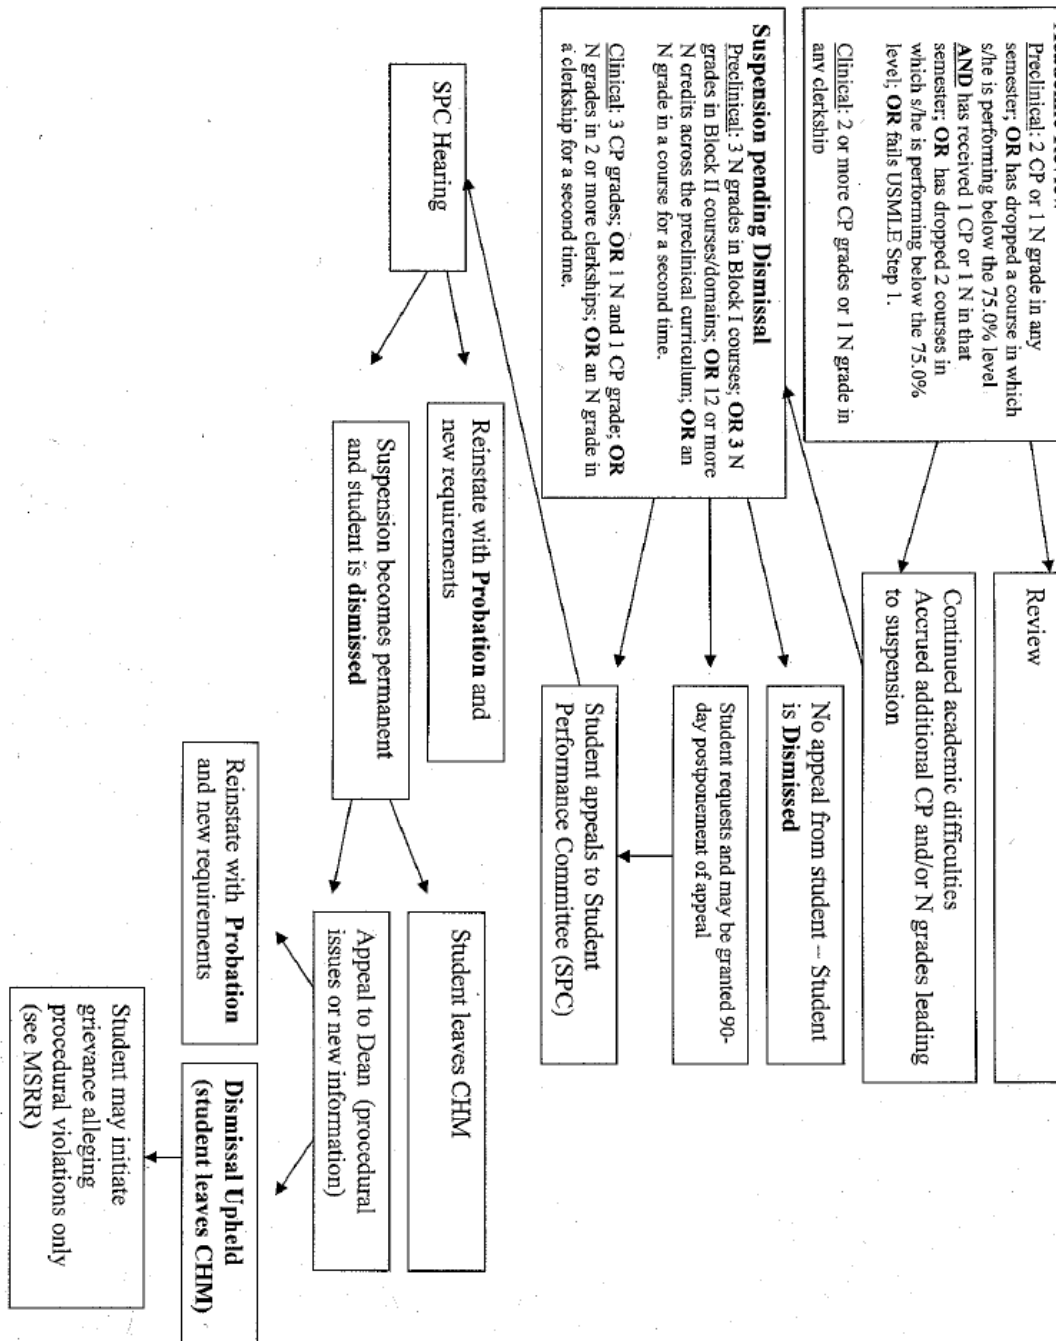 Preclinical: 2 CP or 1 N grade in any
semester; OR has dropped a course in which
s/he is performing below the 75.0% level
AND has received 1 CP or 1 N in that
semester; OR has dropped 2 courses in
which s/he is performing below the 75.0%
level; OR fails USMLE Step 1.
Clinical: 2 or more CP grades or 1 N grade in
any clerkship
Review
Continued academic difficulties
Accrued additional CP and/or N grades leading
to suspension
Suspension pending Dismissal
Preclinical: 3 N grades in Block I courses; OR 3 N
grades in Block II courses/domains; OR 12 or more
N credits across the preclinical curriculum; OR an
N grade in a course for a second time.
Clinical: 3 CP grades; OR 1 N and 1 CP grade; OR
N grades in 2 or more clerkships; OR an N grade in
a clerkship for a second time.
No appeal from student -- Student
is Dismissed
Student requests and may be granted 90-
day postponement of appeal
Student appeals to Student
Performance Committee (SPC)
SPC Hearing
Reinstate with Probation and
new requirements
Suspension becomes permanent
and student is dismissed
Student leaves CHM
Appeal to Dean (procedural
issues or new information)
Reinstate with Probation
and new requirements
Dismissal Upheld
(student leaves CHM)
Student may initiate
grievance alleging
procedural violations only
(see MSRR)